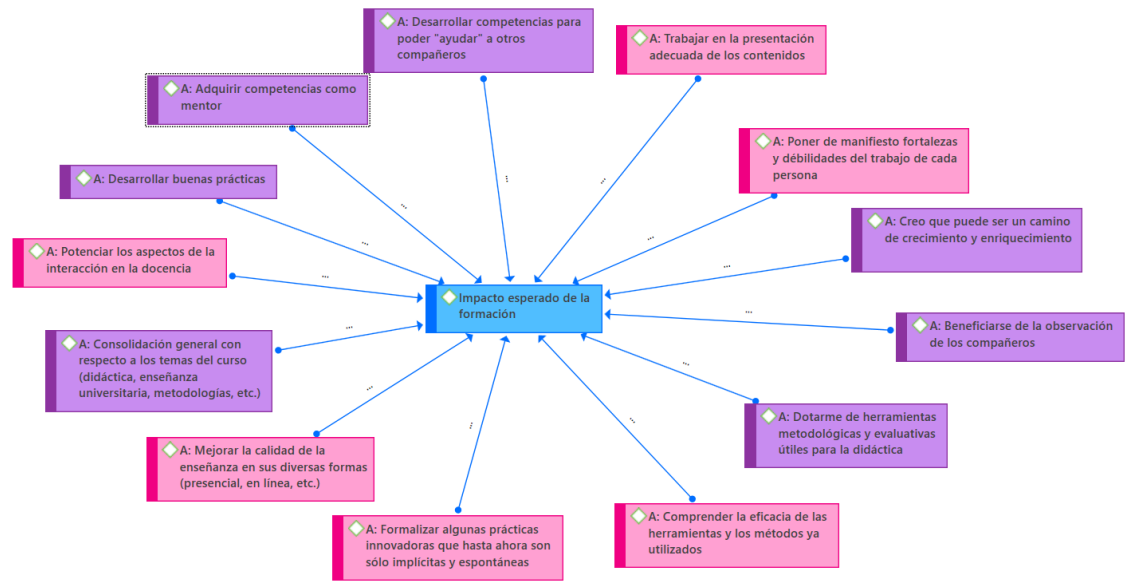 A: Desarrollar competencias para
poder "ayudar" a otros
compañeros
A: Trabajar en la presentación
adecuada de los contenidos
A: Adquirir competencias como
mentor
A: Poner de manifiesto fortalezas
y débilidades del trabajo de cada
persona
A: Desarrollar buenas prácticas
A: Creo que puede ser un camino
de crecimiento y enriquecimiento
A: Potenciar los aspectos de la
interacción en la docencia
Impacto esperado de la
formación
A: Beneficiarse de la observación
de los compañeros
A: Consolidación general con
respecto a los temas del curso
(didáctica, enseñanza
universitaria, metodologías, etc.)
A: Dotarme de herramientas
metodológicas y evaluativas
útiles para la didáctica
A: Mejorar la calidad de la
enseñanza en sus diversas formas
(presencial, en línea, etc.)
A: Formalizar algunas prácticas
innovadoras que hasta ahora son
sólo implícitas y espontáneas
A: Comprender la eficacia de las
herramientas y los métodos ya
utilizados